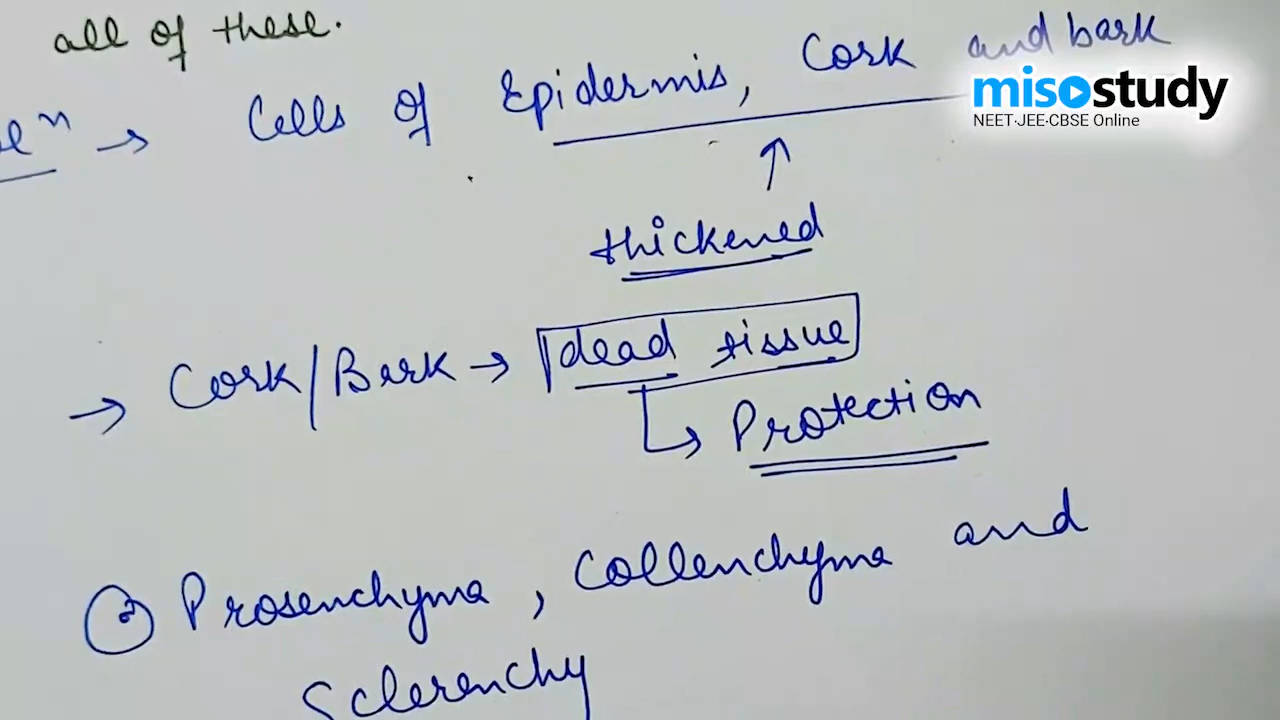 all of these.
misostudy
NEET·JEE·CBSE Online
→ Cells of Epidermis, Cork and bark
↑
thickened
→ Cork/Bark → dead tissue
↳ Protection
② Prosenchyma, Collenchyma and
Sclerenchy